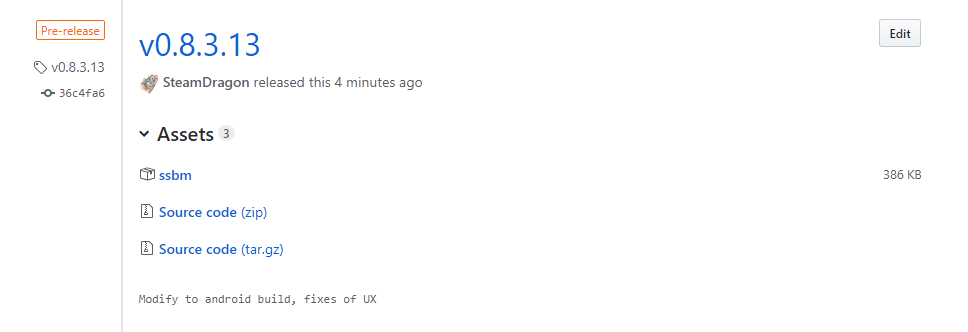 Pre-release
v0.8.3.13
36c4fa6
v0.8.3.13
Edit
SteamDragon released this 4 minutes ago
Assets 3
ssbm 386 KB
Source code (zip)
Source code (tar.gz)
Modify to android build, fixes of UX